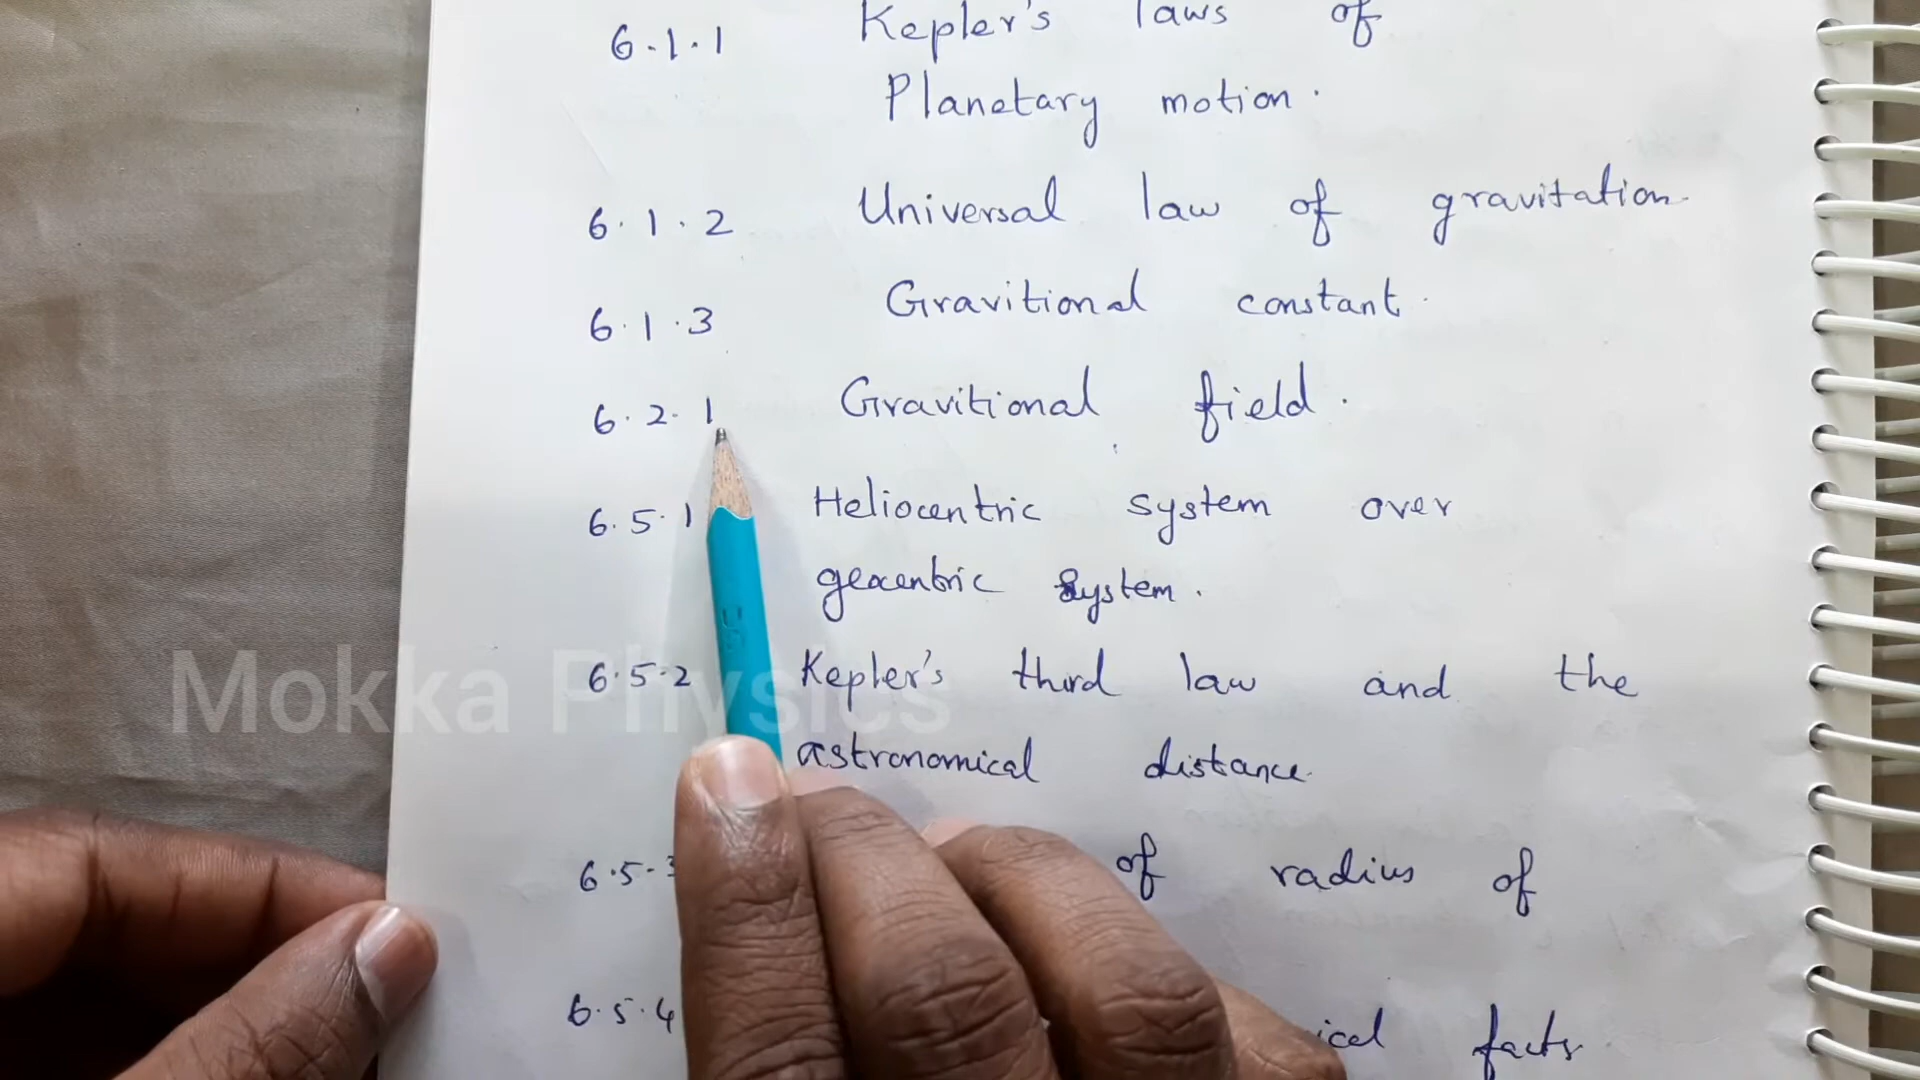 6.1.1 Kepler's laws of
Planetary motion.
6.1.2 Universal law of gravitation.
6.1.3 Gravitional constant.
6.2.1 Gravitional field.
6.5.1 Heliocentric system over
geocentric system.
6.5.2 Kepler's third law and the
astronomical distance.
6.5.3 of radius of
6.5.4 facts.
Mokka Physics